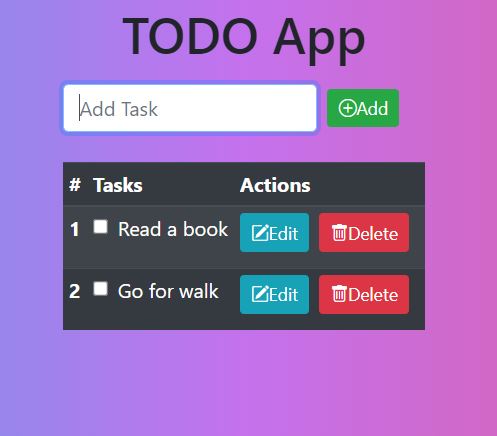 TODO App
Add Task
Add
# Tasks Actions
1 Read a book Edit Delete
2 Go for walk Edit Delete